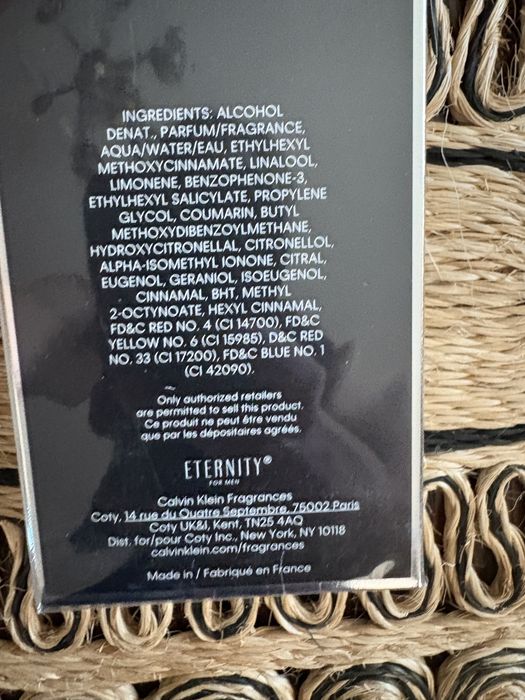 INGREDIENTS: ALCOHOL
DENAT., PARFUM/FRAGRANCE,
AQUA/WATER/EAU, ETHYLHEXYL
METHOXYCINNAMATE, LINALOOL,
LIMONENE, BENZOPHENONE-3,
ETHYLHEXYL SALICYLATE, PROPYLENE
GLYCOL, COUMARIN, BUTYL
METHOXYDIBENZOYLMETHANE,
HYDROXYCITRONELLAL, CITRONELLOL,
ALPHA-ISOMETHYL IONONE, CITRAL,
EUGENOL, GERANIOL, ISOEUGENOL,
CINNAMAL, BHT, METHYL
2-OCTYNOATE, HEXYL CINNAMAL,
FD&C RED NO. 4 (CI 14700), FD&C
YELLOW NO. 6 (CI 15985), D&C RED
NO. 33 (CI 17200), FD&C BLUE NO. 1
(CI 42090).
Only authorized retailers
are permitted to sell this product.
Ce produit ne peut être vendu
que par les dépositaires agréés.
ETERNITY®
FOR MEN
Calvin Klein Fragrances
Coty, 14 rue du Quatre Septembre, 75002 Paris
Coty UK&I, Kent, TN25 4AQ
Dist. for/pour Coty Inc., New York, NY 10118
calvinklein.com/fragrances
Made in / Fabriqué en France